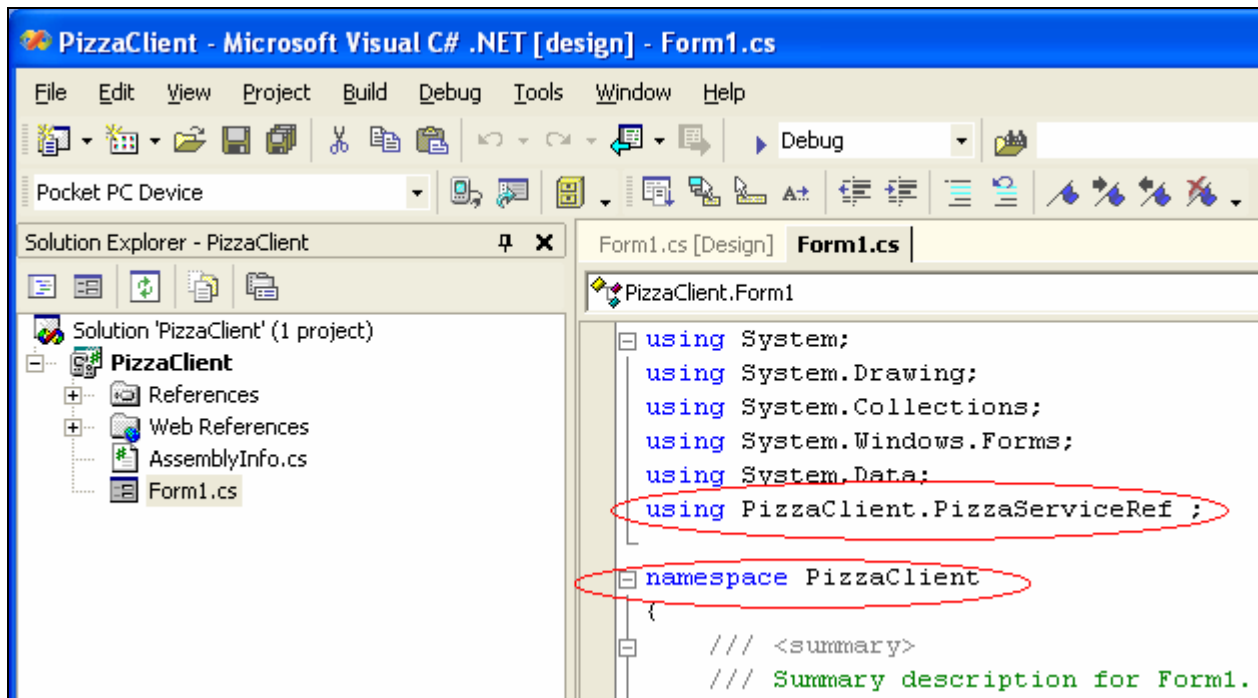 PizzaClient - Microsoft Visual C# .NET [design] - Form1.cs
File Edit View Project Build Debug Tools Window Help
Debug
Pocket PC Device
Solution Explorer - PizzaClient
Form1.cs [Design] Form1.cs
PizzaClient.Form1
Solution 'PizzaClient' (1 project)
PizzaClient
References
Web References
AssemblyInfo.cs
Form1.cs
using System;
using System.Drawing;
using System.Collections;
using System.Windows.Forms;
using System.Data;
using PizzaClient.PizzaServiceRef ;
namespace PizzaClient
{
/// <summary>
/// Summary description for Form1.